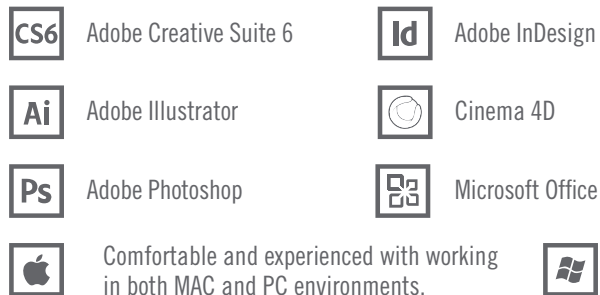 CS6 Adobe Creative Suite 6
Id Adobe InDesign
Ai Adobe Illustrator
Cinema 4D
Ps Adobe Photoshop
Microsoft Office
Comfortable and experienced with working
in both MAC and PC environments.